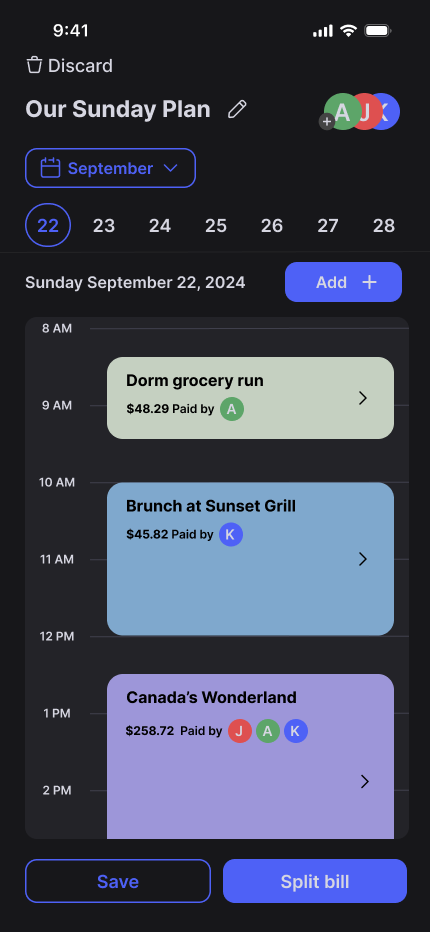 9:41
Discard
Our Sunday Plan
+ A J K
September
22 23 24 25 26 27 28
Sunday September 22, 2024
Add +
8 AM
Dorm grocery run
9 AM
$48.29 Paid by A
10 AM
Brunch at Sunset Grill
$45.82 Paid by K
11 AM
12 PM
Canada's Wonderland
1 PM
$258.72 Paid by J A K
2 PM
Save
Split bill